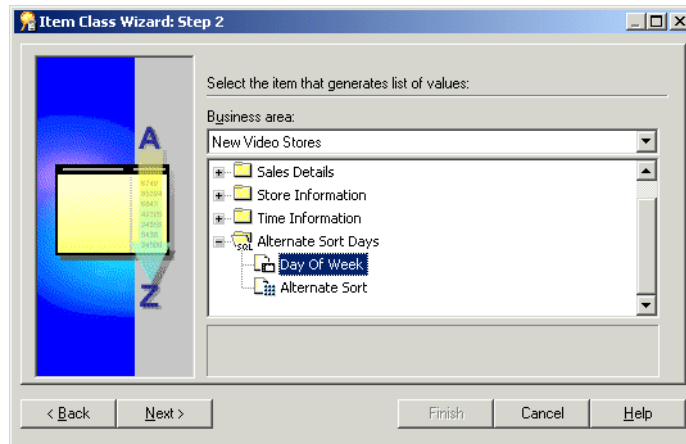 Item Class Wizard: Step 2
Select the item that generates list of values:
Business area:
New Video Stores
Sales Details
Store Information
Time Information
SQL Alternate Sort Days
Day Of Week
Alternate Sort
A
Z
< Back
Next >
Finish
Cancel
Help